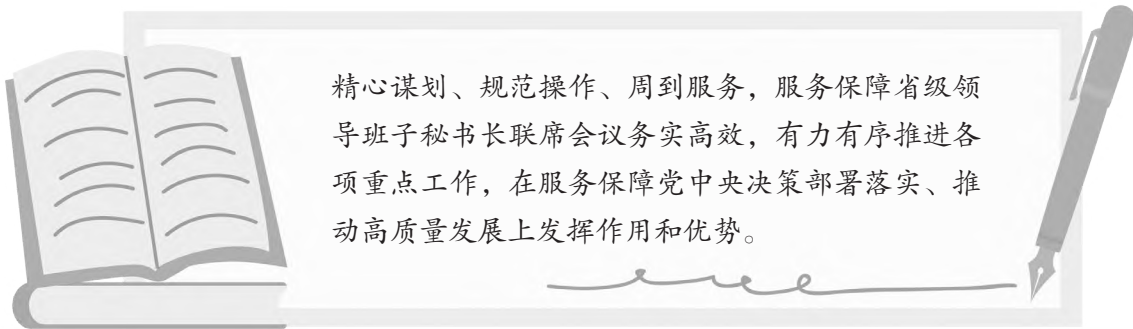 精心谋划、规范操作、周到服务，服务保障省级领
导班子秘书长联席会议务实高效，有力有序推进各
项重点工作，在服务保障党中央决策部署落实、推
动高质量发展上发挥作用和优势。